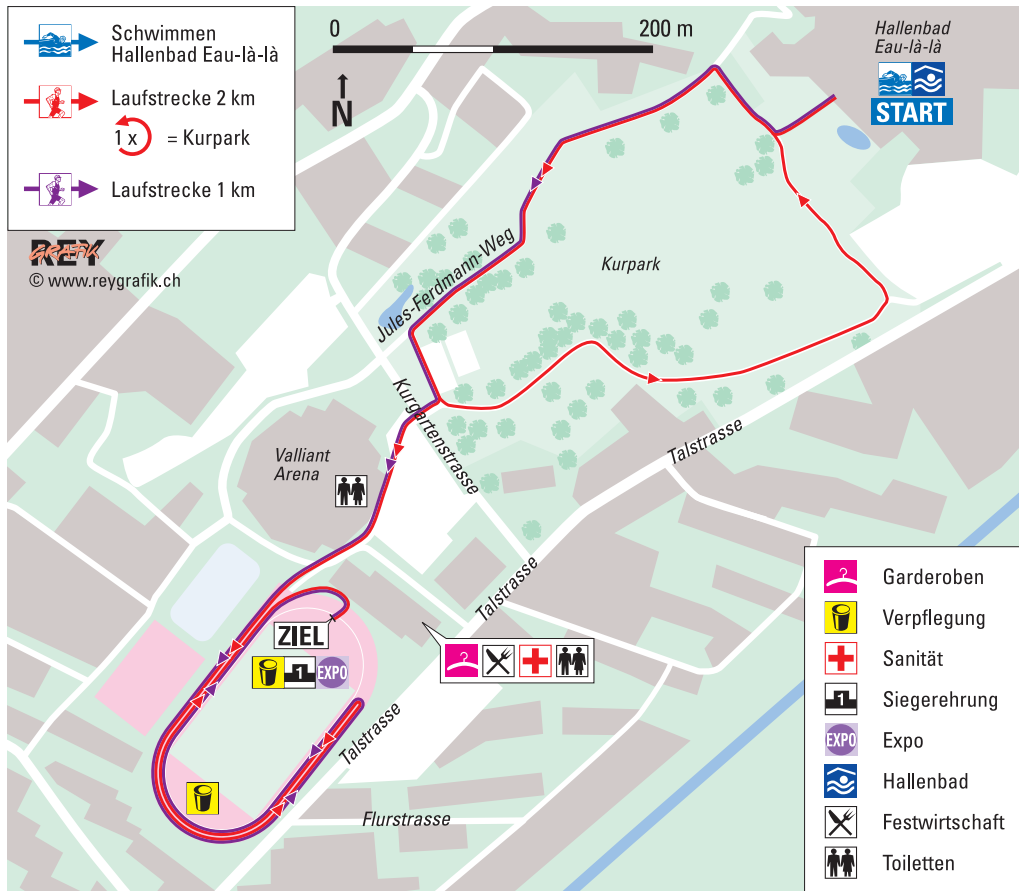 Schwimmen
Hallenbad Eau-là-là
Laufstrecke 2 km
1 x = Kurpark
Laufstrecke 1 km
REY
GRAFIK
© www.reygrafik.ch
0 200 m
N
Hallenbad
Eau-là-là
START
Jules-Ferdmann-Weg
Kurpark
Kurgartenstrasse
Talstrasse
Valliant
Arena
Talstrasse
ZIEL
1
EXPO
Talstrasse
Flurstrasse
Garderoben
Verpflegung
Sanität
1 Siegerehrung
EXPO Expo
Hallenbad
Festwirtschaft
Toiletten